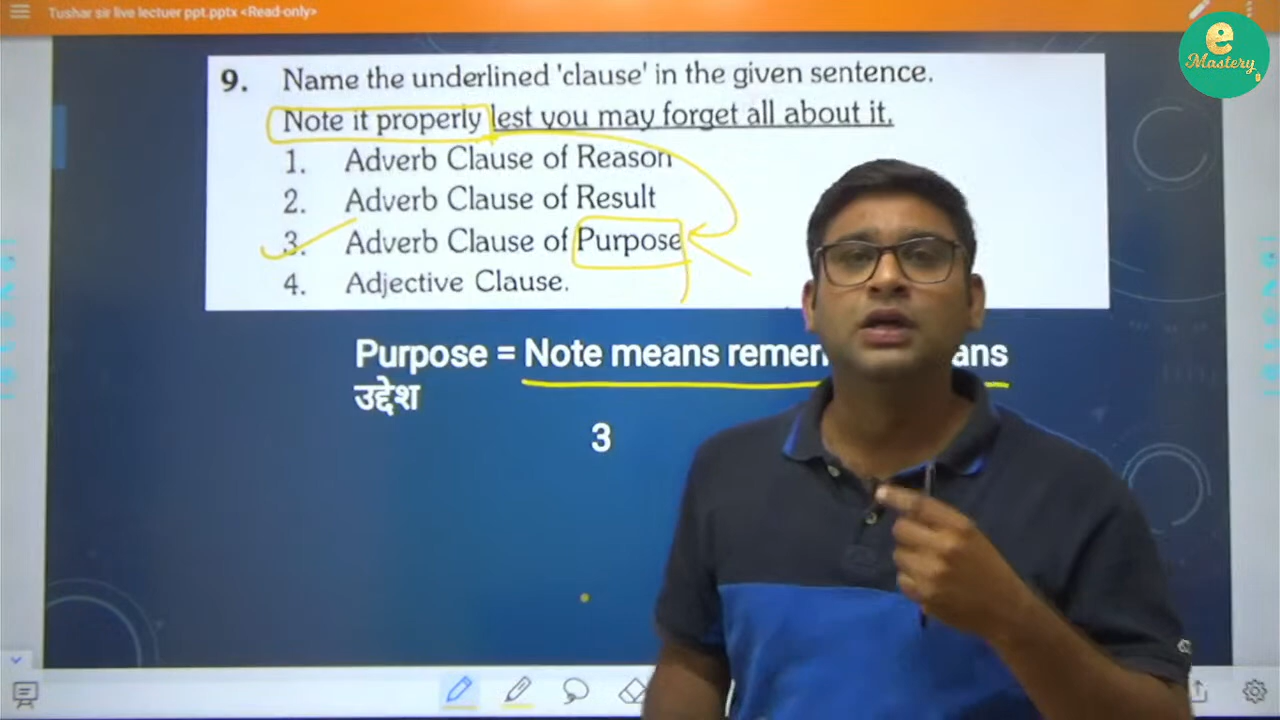 Tushar sir live lectuer ppt.pptx <Read-only>
e
Mastery
9. Name the underlined 'clause' in the given sentence.
Note it properly lest you may forget all about it.
1. Adverb Clause of Reason
2. Adverb Clause of Result
3. Adverb Clause of Purpose
4. Adjective Clause.
Purpose = Note means
उद्देश
3